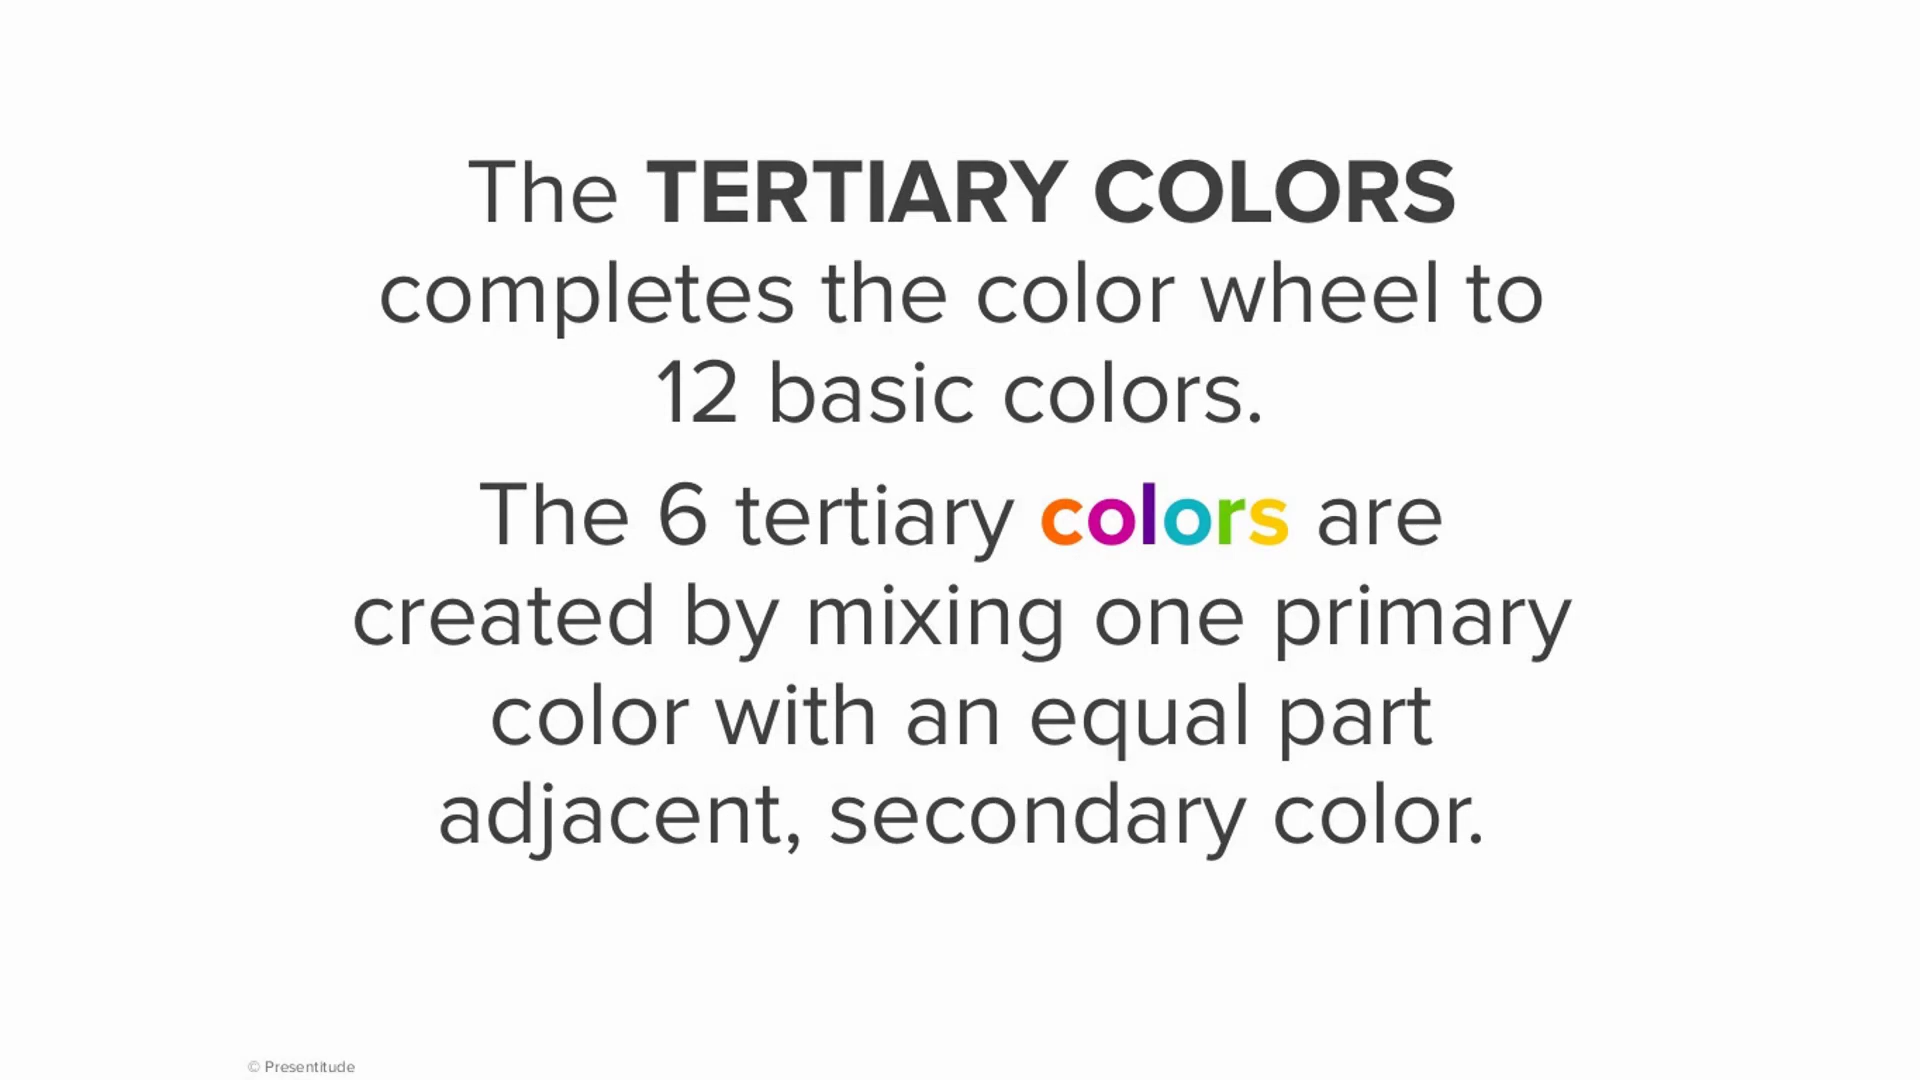 The TERTIARY COLORS
completes the color wheel to
12 basic colors.
The 6 tertiary colors are
created by mixing one primary
color with an equal part
adjacent, secondary color.
© Presentitude